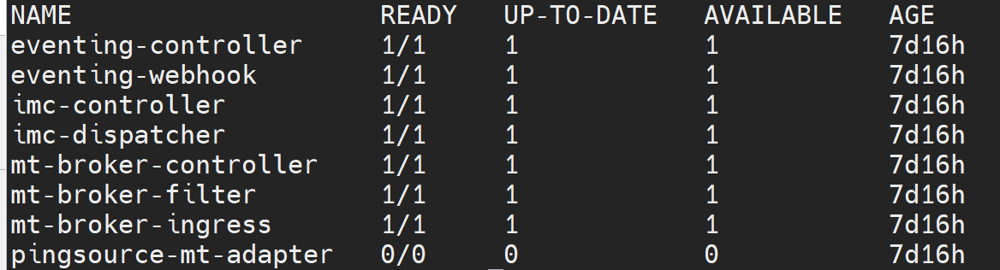 NAME READY UP-TO-DATE AVAILABLE AGE
eventing-controller 1/1 1 1 7d16h
eventing-webhook 1/1 1 1 7d16h
imc-controller 1/1 1 1 7d16h
imc-dispatcher 1/1 1 1 7d16h
mt-broker-controller 1/1 1 1 7d16h
mt-broker-filter 1/1 1 1 7d16h
mt-broker-ingress 1/1 1 1 7d16h
pingsource-mt-adapter 0/0 0 0 7d16h